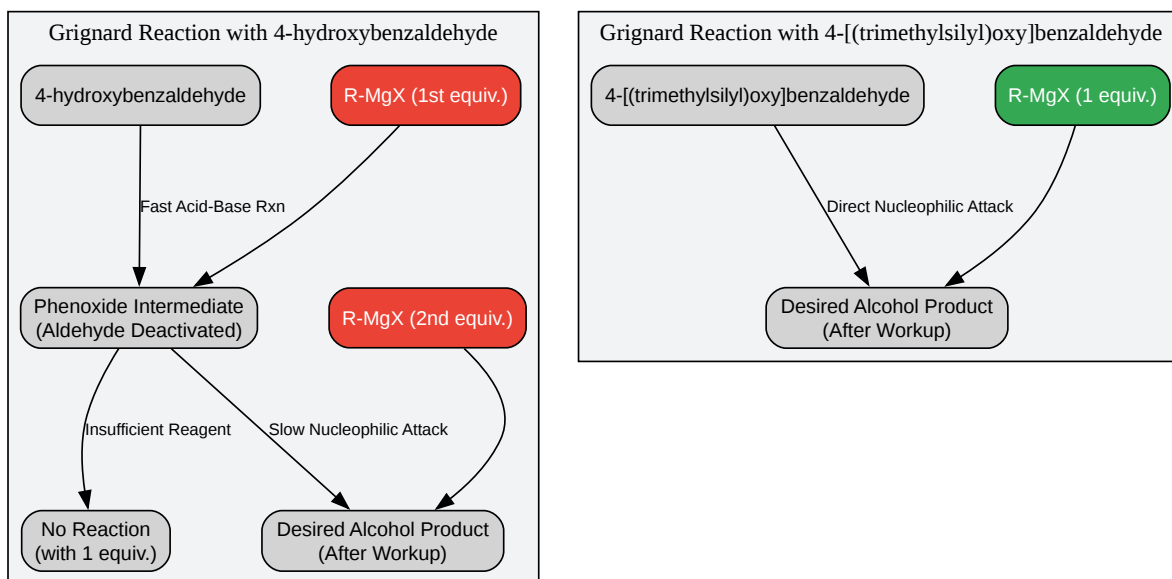 Grignard Reaction with 4-hydroxybenzaldehyde
4-hydroxybenzaldehyde
R-MgX (1st equiv.)
Fast Acid-Base Rxn
Phenoxide Intermediate
(Aldehyde Deactivated)
R-MgX (2nd equiv.)
Insufficient Reagent
Slow Nucleophilic Attack
No Reaction
(with 1 equiv.)
Desired Alcohol Product
(After Workup)
Grignard Reaction with 4-[(trimethylsilyl)oxy]benzaldehyde
4-[(trimethylsilyl)oxy]benzaldehyde
R-MgX (1 equiv.)
Direct Nucleophilic Attack
Desired Alcohol Product
(After Workup)